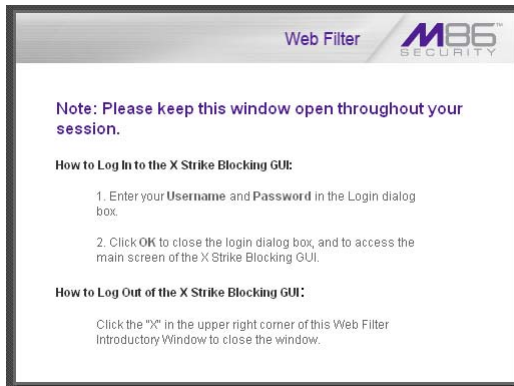 Web Filter
M86
SECURITY
Note: Please keep this window open throughout your
session.
How to Log In to the X Strike Blocking GUI:
1. Enter your Username and Password in the Login dialog
box.
2. Click OK to close the login dialog box, and to access the
main screen of the X Strike Blocking GUI.
How to Log Out of the X Strike Blocking GUI:
Click the "X" in the upper right corner of this Web Filter
Introductory Window to close the window.